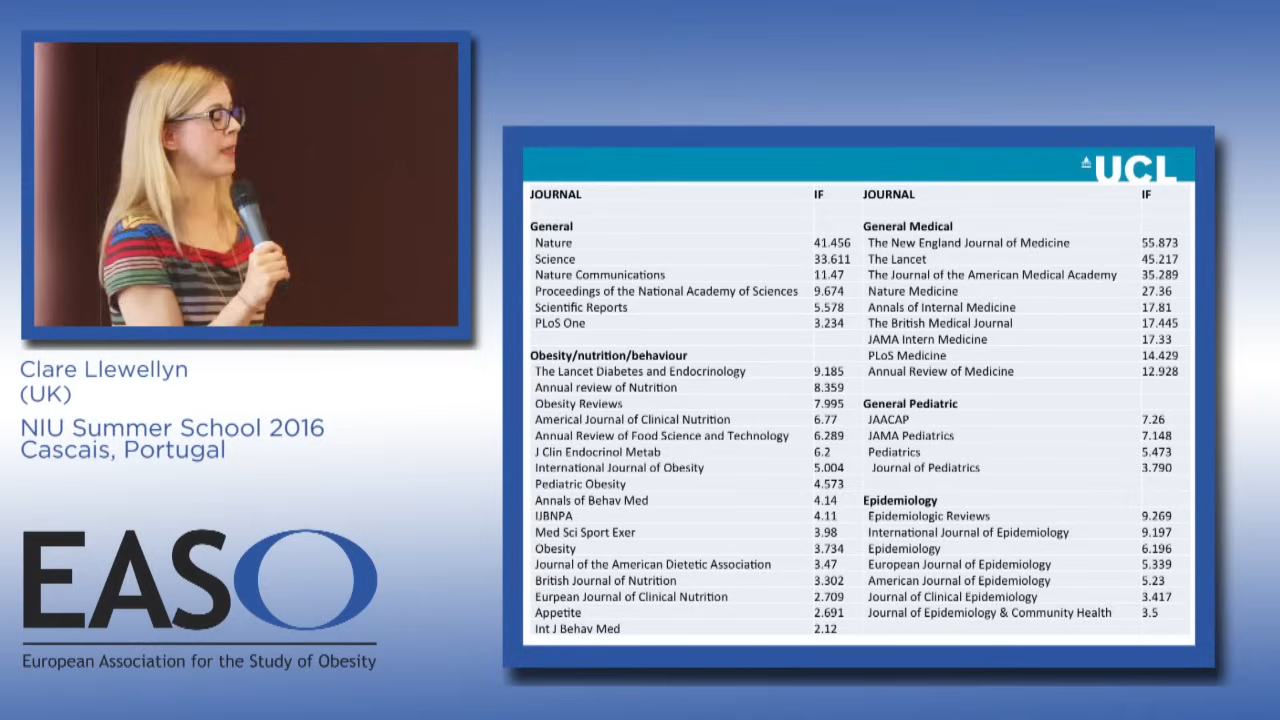 Clare Llewellyn
(UK)
NIU Summer School 2016
Cascais, Portugal
EASO
European Association for the Study of Obesity
UCL
JOURNAL IF JOURNAL IF
General General Medical
Nature 41.456 The New England Journal of Medicine 55.873
Science 33.611 The Lancet 45.217
Nature Communications 11.47 The Journal of the American Medical Academy 35.289
Proceedings of the National Academy of Sciences 9.674 Nature Medicine 27.36
Scientific Reports 5.578 Annals of Internal Medicine 17.81
PLoS One 3.234 The British Medical Journal 17.445
JAMA Intern Medicine 17.33
Obesity/nutrition/behaviour PLoS Medicine 14.429
The Lancet Diabetes and Endocrinology 9.185 Annual Review of Medicine 12.928
Annual review of Nutrition 8.359
Obesity Reviews 7.995 General Pediatric
Americal Journal of Clinical Nutrition 6.77 JAACAP 7.26
Annual Review of Food Science and Technology 6.289 JAMA Pediatrics 7.148
J Clin Endocrinol Metab 6.2 Pediatrics 5.473
International Journal of Obesity 5.004 Journal of Pediatrics 3.790
Pediatric Obesity 4.573
Annals of Behav Med 4.14 Epidemiology
IJBNPA 4.11 Epidemiologic Reviews 9.269
Med Sci Sport Exer 3.98 International Journal of Epidemiology 9.197
Obesity 3.734 Epidemiology 6.196
Journal of the American Dietetic Association 3.47 European Journal of Epidemiology 5.339
British Journal of Nutrition 3.302 American Journal of Epidemiology 5.23
Eurpean Journal of Clinical Nutrition 2.709 Journal of Clinical Epidemiology 3.417
Appetite 2.691 Journal of Epidemiology & Community Health 3.5
Int J Behav Med 2.12